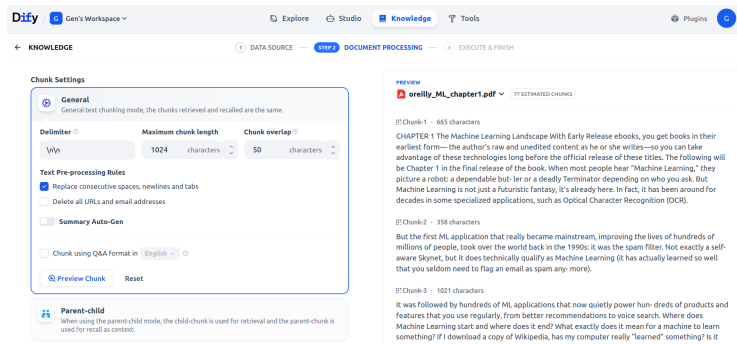 Dify / G Gen's Workspace
Explore
Studio
Knowledge
Tools
Plugins
G
← KNOWLEDGE
1 DATA SOURCE
STEP 2 DOCUMENT PROCESSING
3 EXECUTE & FINISH
Chunk Settings
General
General text chunking mode, the chunks retrieved and recalled are the same.
Delimiter
Maximum chunk length
Chunk overlap
\n\n
1024 characters
50 characters
Text Pre-processing Rules
Replace consecutive spaces, newlines and tabs
Delete all URLs and email addresses
Summary Auto-Gen
Chunk using Q&A format in English
Preview Chunk
Reset
Parent-child
When using the parent-child mode, the child-chunk is used for retrieval and the parent-chunk is
used for recall as context.
PREVIEW
oreilly_ML_chapter1.pdf
77 ESTIMATED CHUNKS
Chunk-1 · 665 characters
CHAPTER 1 The Machine Learning Landscape With Early Release ebooks, you get books in their
earliest form— the author's raw and unedited content as he or she writes—so you can take
advantage of these technologies long before the official release of these titles. The following will
be Chapter 1 in the final release of the book. When most people hear "Machine Learning," they
picture a robot: a dependable but- ler or a deadly Terminator depending on who you ask. But
Machine Learning is not just a futuristic fantasy, it's already here. In fact, it has been around for
decades in some specialized applications, such as Optical Character Recognition (OCR).
Chunk-2 · 358 characters
But the first ML application that really became mainstream, improving the lives of hundreds of
millions of people, took over the world back in the 1990s: it was the spam filter. Not exactly a self-
aware Skynet, but it does technically qualify as Machine Learning (it has actually learned so well
that you seldom need to flag an email as spam any- more).
Chunk-3 · 1021 characters
It was followed by hundreds of ML applications that now quietly power hun- dreds of products and
features that you use regularly, from better recommendations to voice search. Where does
Machine Learning start and where does it end? What exactly does it mean for a machine to learn
something? If I download a copy of Wikipedia, has my computer really "learned" something? Is it